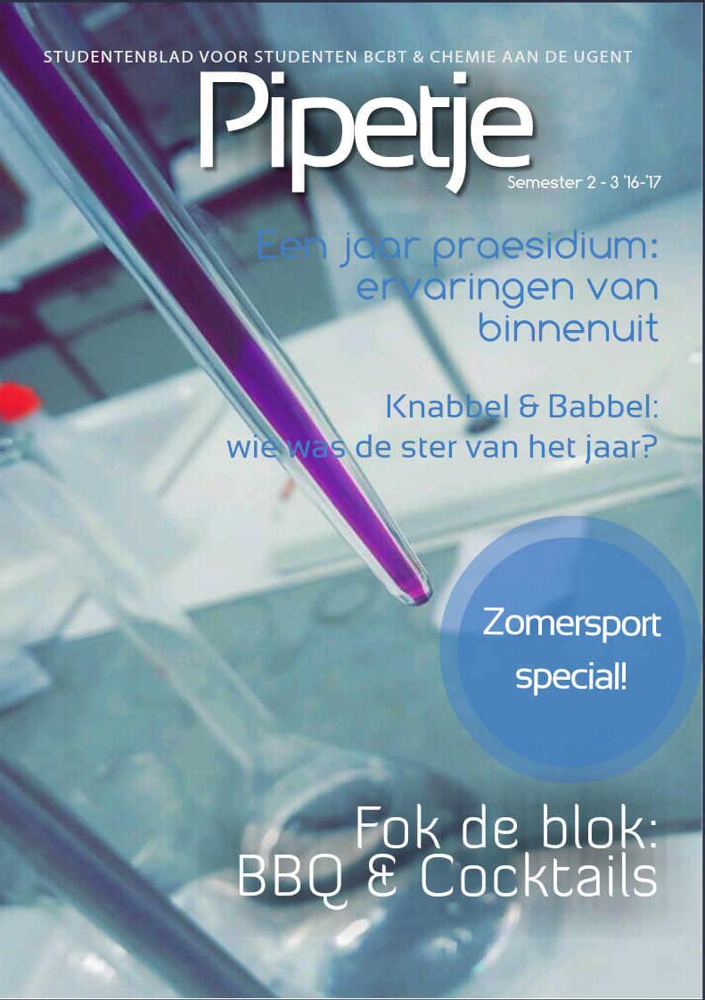 STUDENTENBLAD VOOR STUDENTEN BCBT & CHEMIE AAN DE UGENT
Pipetje
Semester 2 - 3 '16-'17
Een jaar praesidium:
ervaringen van
binnenuit
Knabbel & Babbel:
wie was de ster van het jaar?
Zomersport
special!
Fok de blok:
BBQ & Cocktails